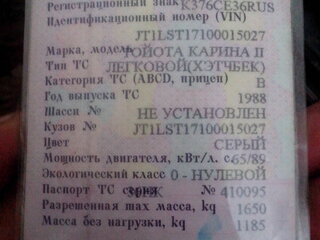 Регистрационный знак К376СЕ36RUS
Идентификационный номер (VIN)
JT1LST17100015027
Марка, модель ТОЙОТА КАРИНА II
Тип ТС ЛЕГКОВОЙ(ХЭТЧБЕК)
Категория ТС (ABCD, прицеп) B
Год выпуска ТС 1988
Шасси № НЕ УСТАНОВЛЕН
Кузов № JT1LST17100015027
Цвет СЕРЫЙ
Мощность двигателя, кВт/л. с. 65/89
Экологический класс 0 - НУЛЕВОЙ
Паспорт ТС серия № 410095
Разрешенная max масса, kg 1650
Масса без нагрузки, kg 1185